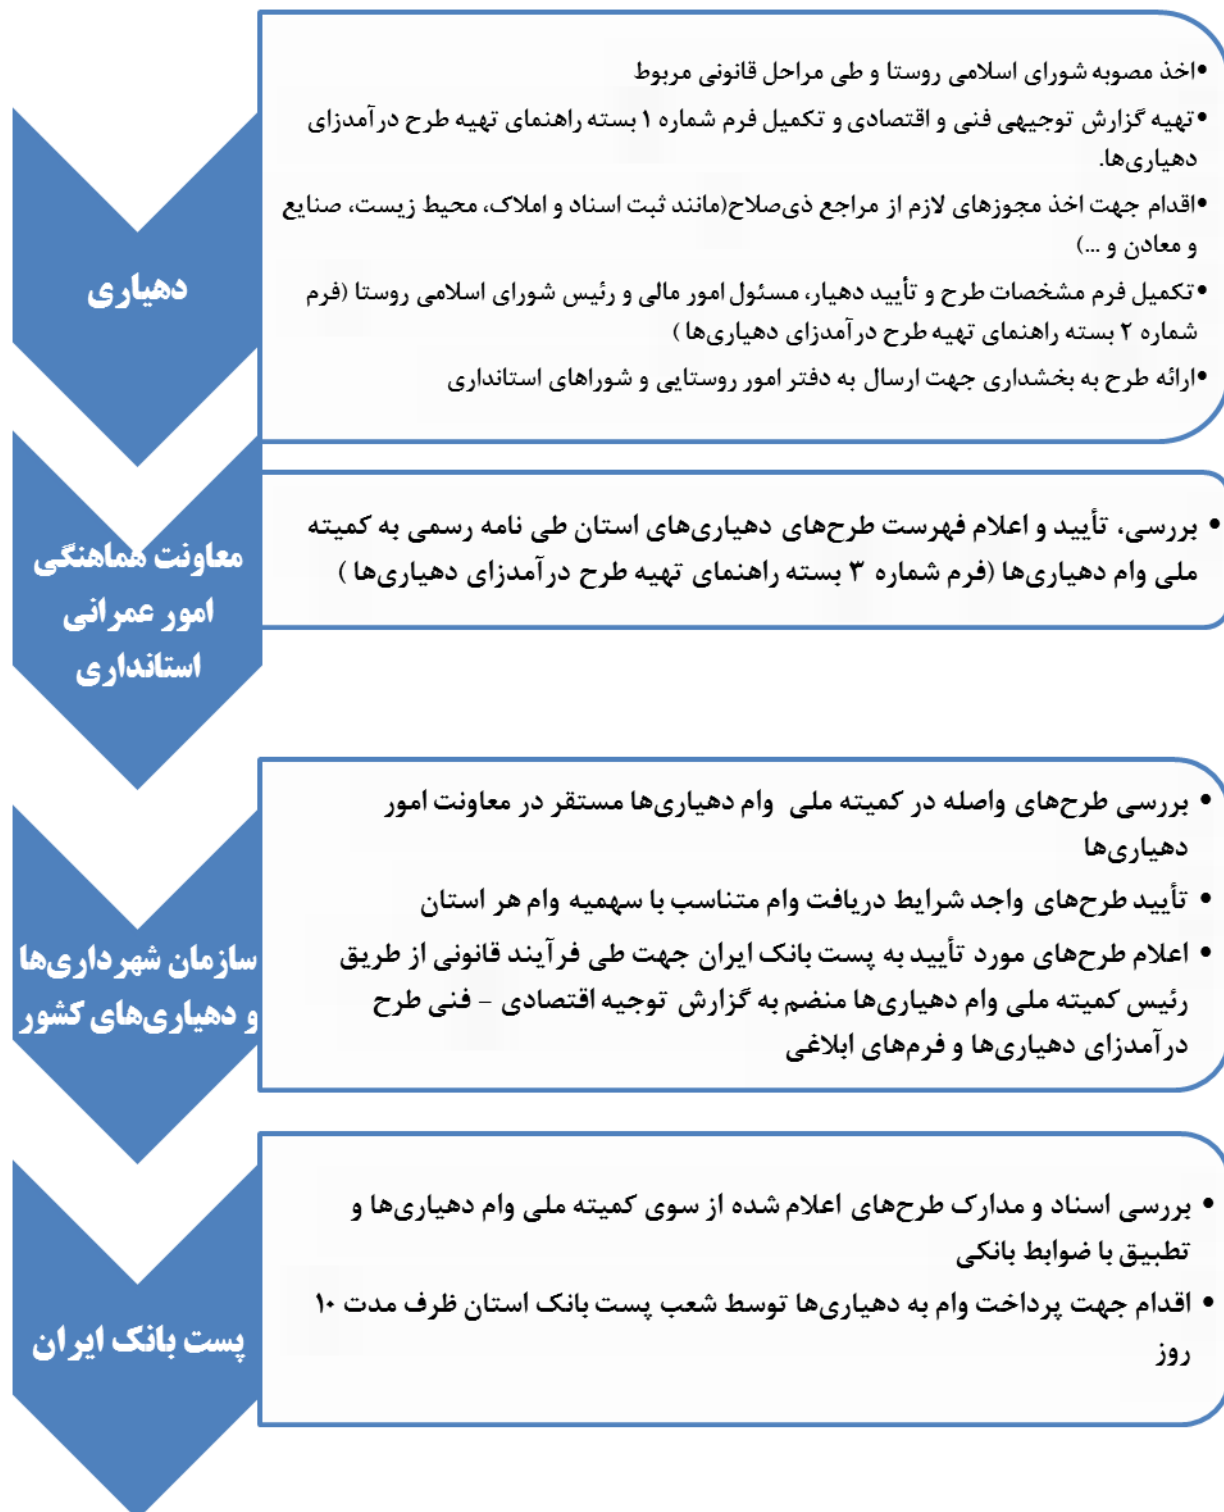 •اخذ مصوبه شورای اسلامی روستا و طی مراحل قانونی مربوط
•تهیه گزارش توجیهی فنی و اقتصادی و تکمیل فرم شماره ۱ بسته راهنمای تهیه طرح درآمدزای
دهیاری‌ها.
•اقدام جهت اخذ مجوزهای لازم از مراجع ذی‌صلاح(مانند ثبت اسناد و املاک، محیط زیست، صنایع
و معادن و ...)
•تکمیل فرم مشخصات طرح و تأیید دهیار، مسئول امور مالی و رئیس شورای اسلامی روستا (فرم
شماره ۲ بسته راهنمای تهیه طرح درآمدزای دهیاری‌ها )
•ارائه طرح به بخشداری جهت ارسال به دفتر امور روستایی و شوراهای استانداری
دهیاری
• بررسی، تأیید و اعلام فهرست طرح‌های دهیاری‌های استان طی نامه رسمی به کمیته
ملی وام دهیاری‌ها (فرم شماره ۳ بسته راهنمای تهیه طرح درآمدزای دهیاری‌ها )
معاونت هماهنگی
امور عمرانی
استانداری
• بررسی طرح‌های واصله در کمیته ملی وام دهیاری‌ها مستقر در معاونت امور
دهیاری‌ها
• تأیید طرح‌های واجد شرایط دریافت وام متناسب با سهمیه وام هر استان
• اعلام طرح‌های مورد تأیید به پست بانک ایران جهت طی فرآیند قانونی از طریق
رئیس کمیته ملی وام دهیاری‌ها منضم به گزارش توجیه اقتصادی - فنی طرح
درآمدزای دهیاری‌ها و فرم‌های ابلاغی
سازمان شهرداری‌ها
و دهیاری‌های کشور
• بررسی اسناد و مدارک طرح‌های اعلام شده از سوی کمیته ملی وام دهیاری‌ها و
تطبیق با ضوابط بانکی
• اقدام جهت پرداخت وام به دهیاری‌ها توسط شعب پست بانک استان ظرف مدت ۱۰
روز
پست بانک ایران